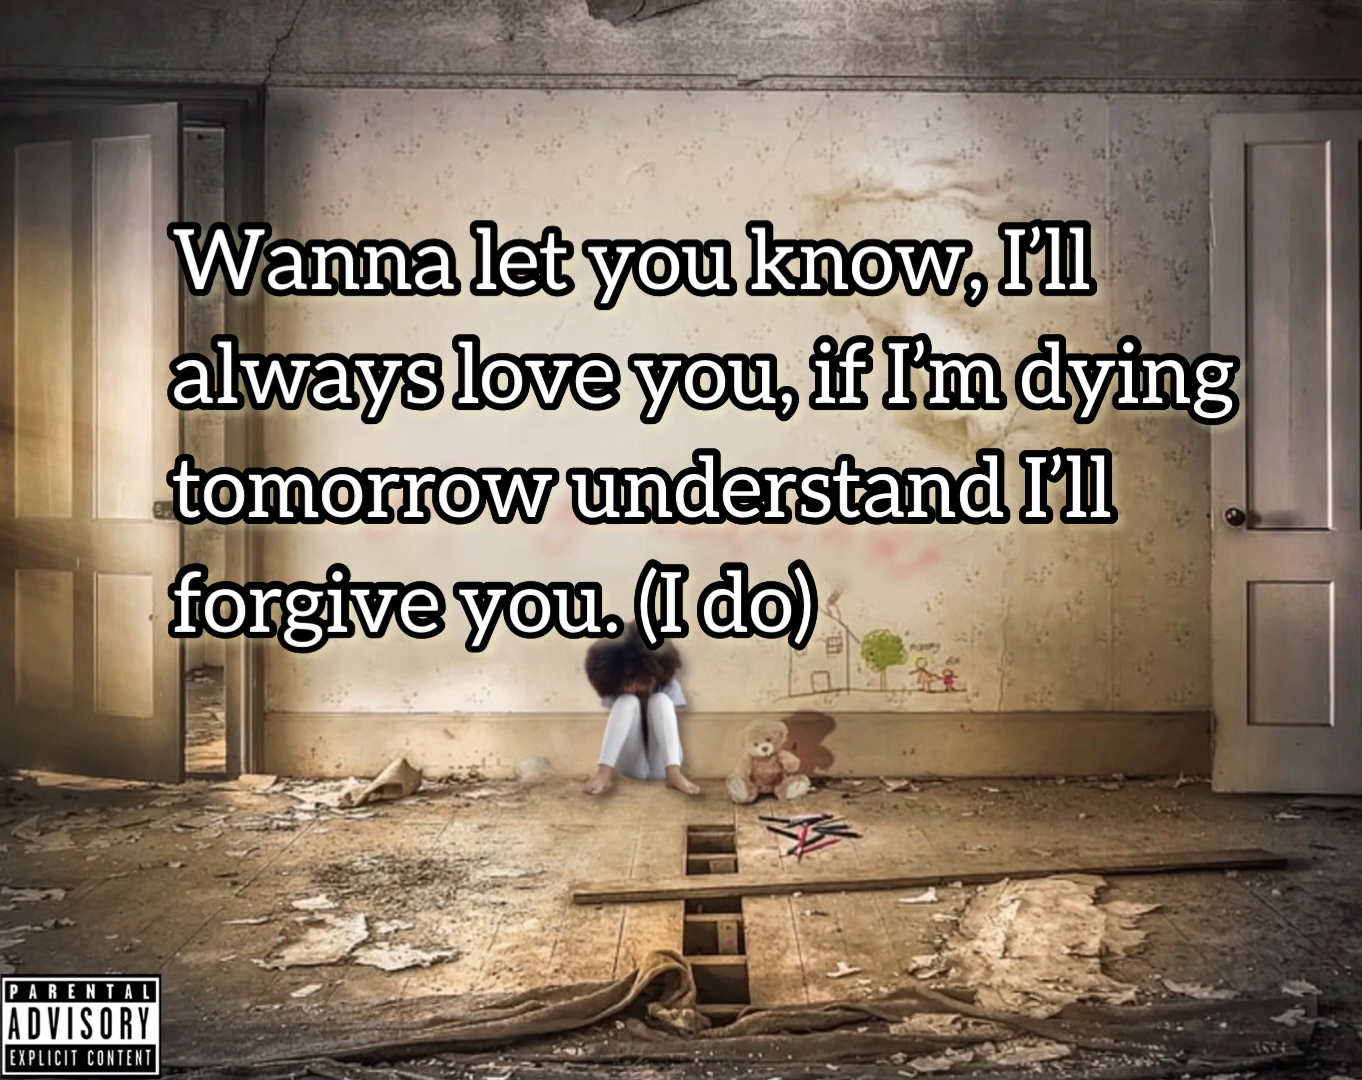 Wanna let you know, I’ll
always love you, if I’m dying
tomorrow understand I’ll
forgive you. (I do)
mommy
PARENTAL
ADVISORY
EXPLICIT CONTENT